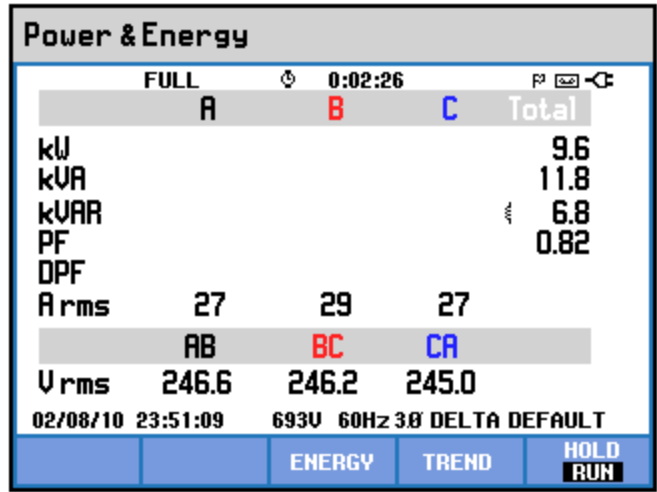 Power & Energy
FULL 0:02:26
A B C Total
kW 9.6
kVA 11.8
kVAR 6.8
PF 0.82
DPF
A rms 27 29 27
AB BC CA
V rms 246.6 246.2 245.0
02/08/10 23:51:09 693V 60Hz 3Ø DELTA DEFAULT
ENERGY TREND HOLD
RUN